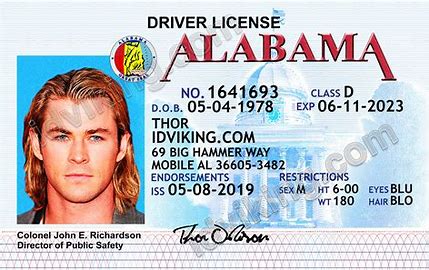 DRIVER LICENSE
ALABAMA
NO. 1641693 CLASS D
D.O.B. 05-04-1978 EXP 06-11-2023
THOR
IDVIKING.COM
69 BIG HAMMER WAY
MOBILE AL 36605-3482
ENDORSEMENTS RESTRICTIONS
ISS 05-08-2019 SEX M HT 6-00 EYES BLU
WT 180 HAIR BLO
Colonel John E. Richardson
Director of Public Safety
idviking.com